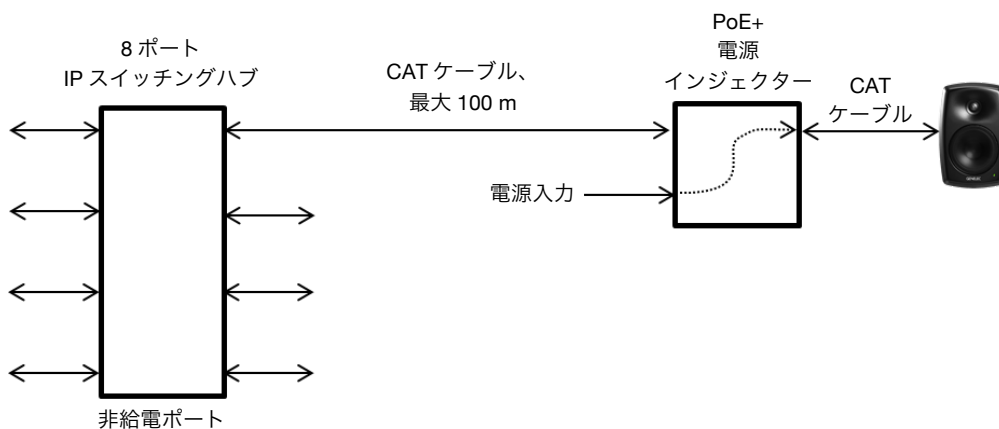 8 ポート
IP スイッチングハブ
CAT ケーブル、
最大 100 m
PoE+
電源
インジェクター
CAT
ケーブル
電源入力
非給電ポート